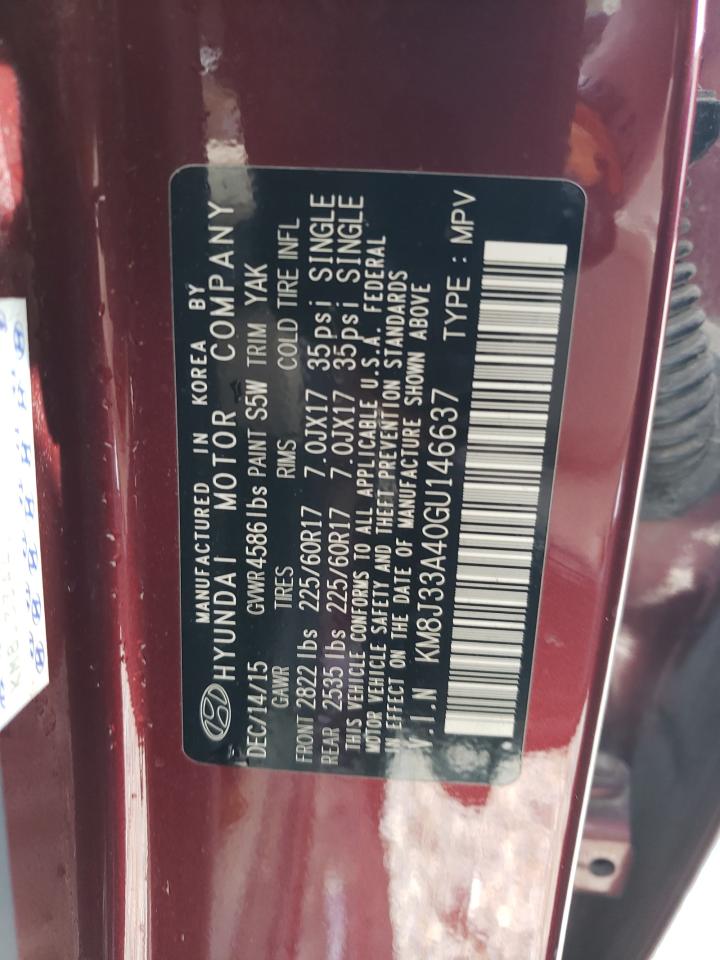 MANUFACTURED IN KOREA BY
HYUNDAI MOTOR COMPANY
DEC/14/15 GVWR 4586 lbs PAINT S5W TRIM YAK
GAWR TIRES RIMS COLD TIRE INFL
FRONT 2822 lbs 225/60R17 7.0JX17 35psi SINGLE
REAR 2535 lbs 225/60R17 7.0JX17 35psi SINGLE
THIS VEHICLE CONFORMS TO ALL APPLICABLE U.S.A. FEDERAL
MOTOR VEHICLE SAFETY AND THEFT PREVENTION STANDARDS
IN EFFECT ON THE DATE OF MANUFACTURE SHOWN ABOVE
V.I.N KM8J33A40GU146637 TYPE : MPV